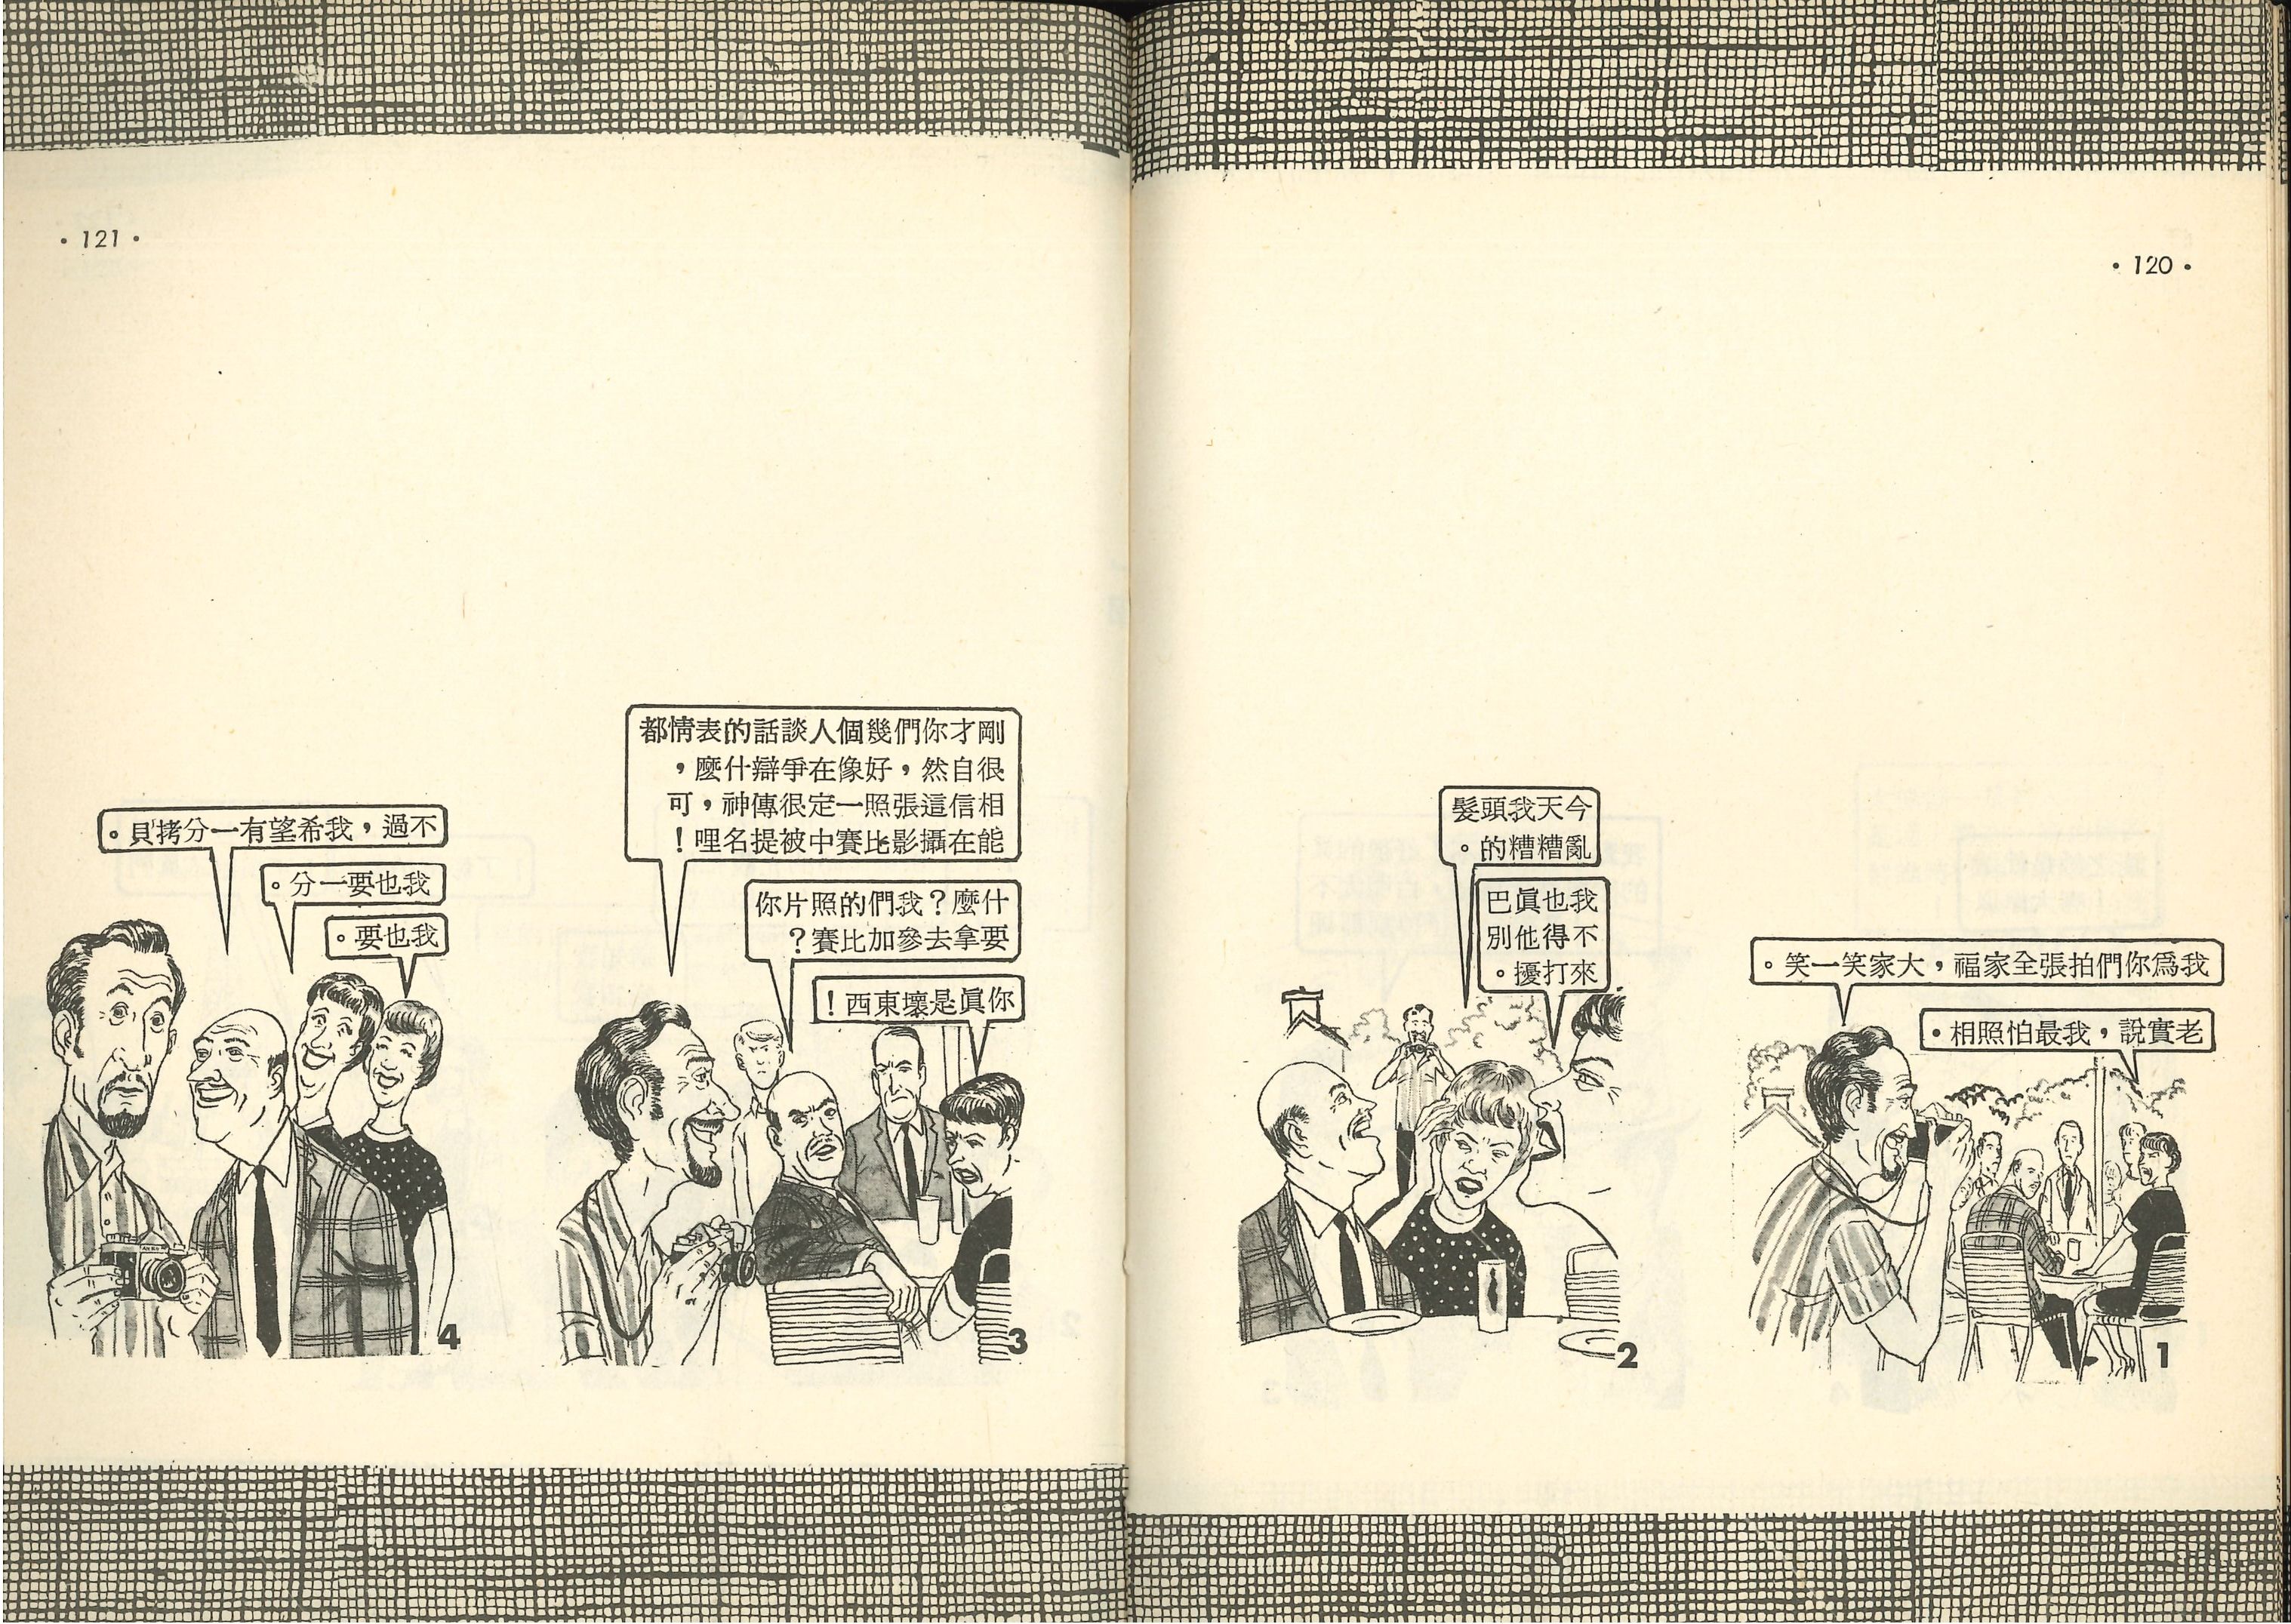 ·120·
我爲你們拍張全家福，大家笑一笑。
老實說，我最怕照相。
今天我頭髮
亂糟糟的。
我也眞巴
不得他別
來打擾。
1
2
·121·
剛才你們幾個人談話的表情都
很自然，好像在爭辯什麼，
相信這張照一定很傳神，可
能在攝影比賽中被提名哩！
什麼？我們的照片你
要拿去參加比賽？
你眞是壞東西！
不過，我希望有一分拷貝。
我也要一分。
我也要。
3
4